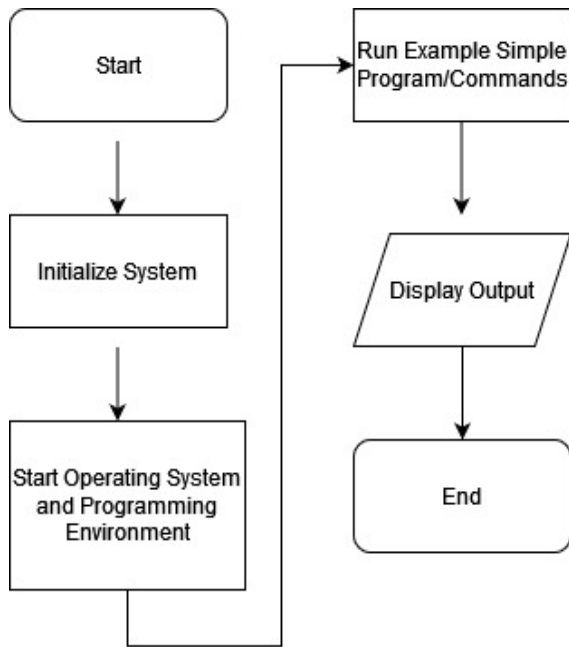 Start
Initialize System
Start Operating System
and Programming
Environment
Run Example Simple
Program/Commands
Display Output
End